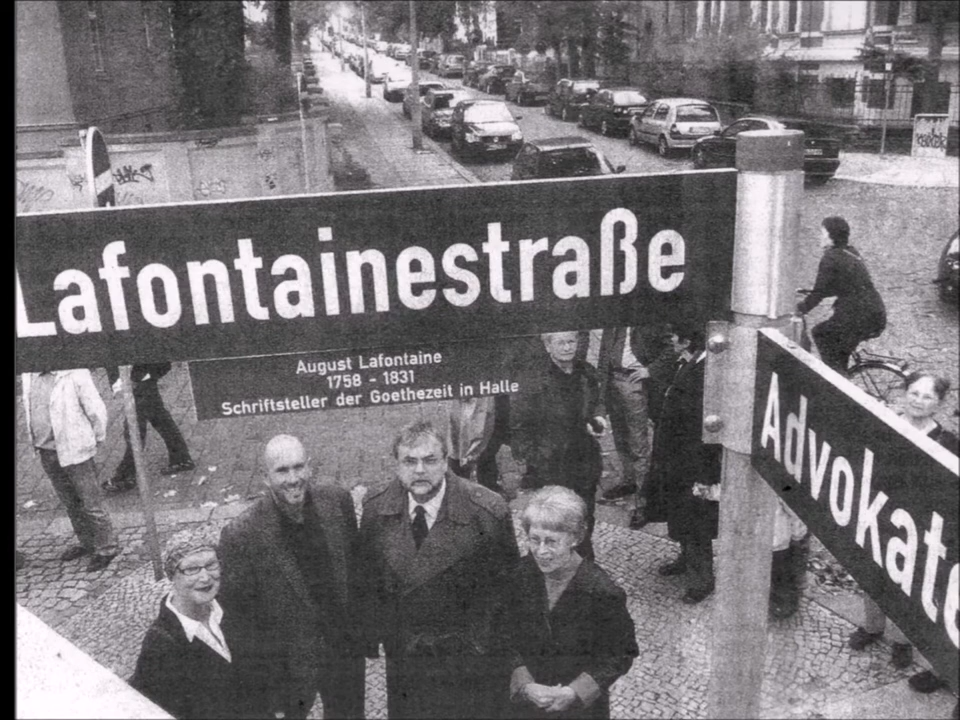 Lafontainestraße
August Lafontaine
1758 - 1831
Schriftsteller der Goethezeit in Halle
Advokate